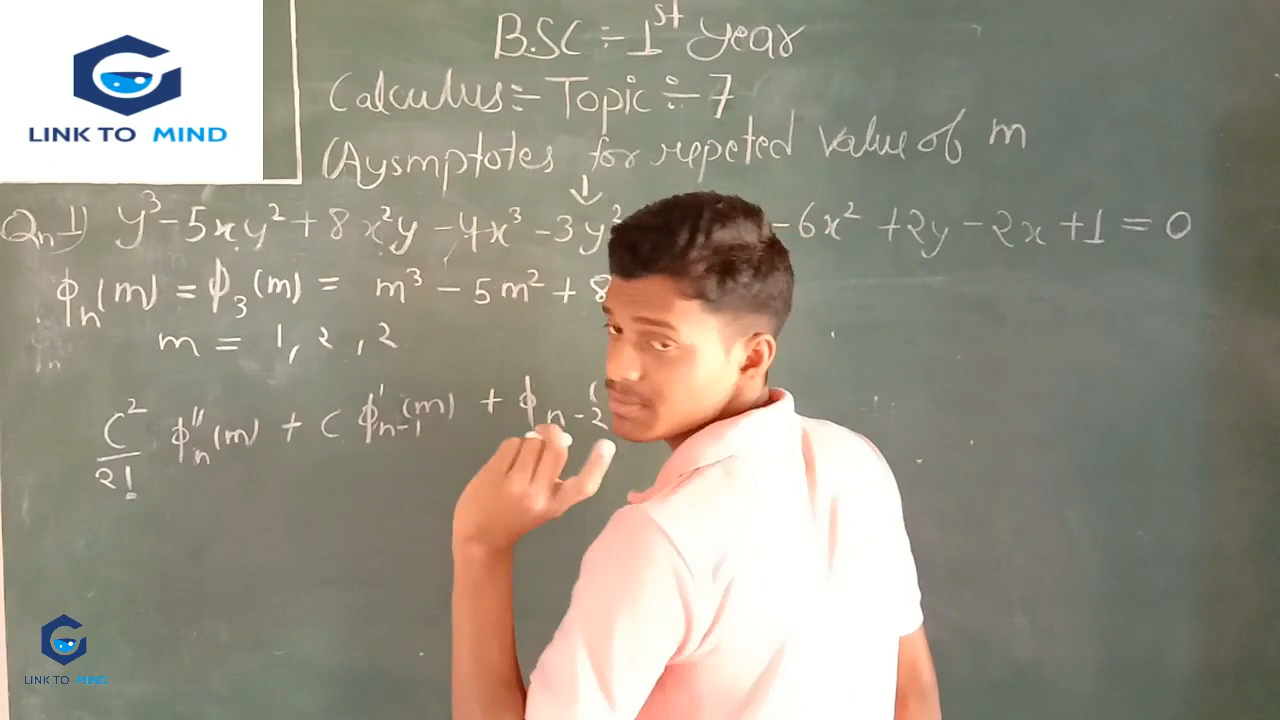 LINK TO MIND
B.SC ÷ 1st year
Calculus ÷ Topic ÷ 7
(Aysmptotes for repeted value of m
Qn 1) y³ - 5xy² + 8x²y - 4x³ - 3y² - 6x² + 2y - 2x + 1 = 0
ϕn(m) = ϕ3(m) = m³ - 5m² + 8
m = 1, 2, 2
C²/2! ϕ''n(m) + C ϕ'n-1(m) + ϕn-2(
LINK TO MIND